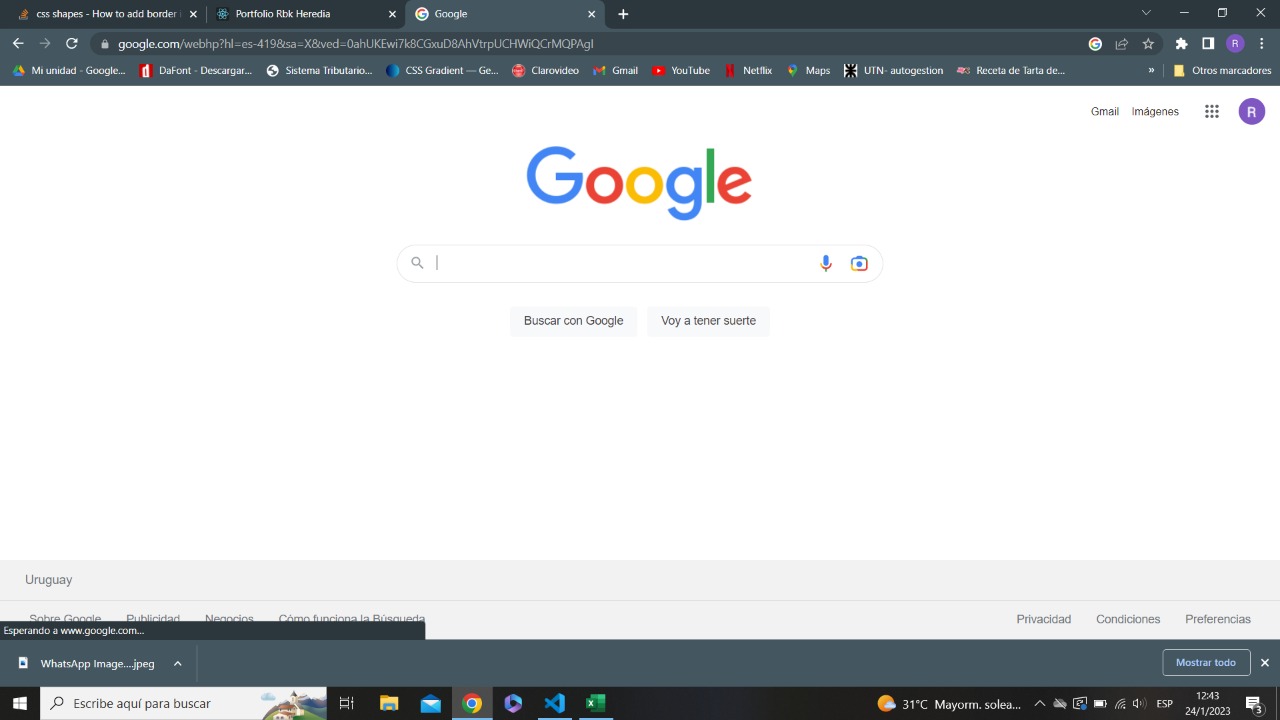 css shapes - How to add border i
Portfolio Rbk Heredia
Google
google.com/webhp?hl=es-419&sa=X&ved=0ahUKEwi7k8CGxuD8AhVtrpUCHWiQCrMQPAgI
R
Mi unidad - Google...
DaFont - Descargar...
Sistema Tributario...
CSS Gradient — Ge...
Clarovideo
Gmail
YouTube
Netflix
Maps
UTN- autogestion
Receta de Tarta de...
»
Otros marcadores
Gmail
Imágenes
R
Google
Buscar con Google
Voy a tener suerte
Uruguay
Sobre Google
Publicidad
Negocios
Cómo funciona la Búsqueda
Privacidad
Condiciones
Preferencias
Esperando a www.google.com...
WhatsApp Image....jpeg
Mostrar todo
Escribe aquí para buscar
31°C Mayorm. solea...
ESP
12:43
24/1/2023
3